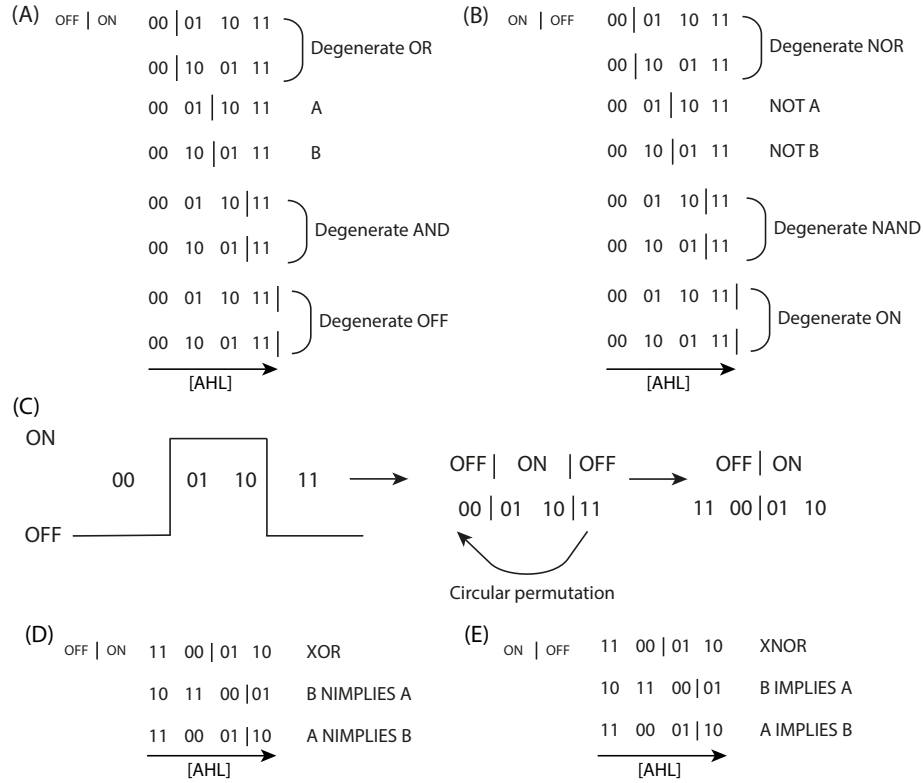 (A) OFF | ON 00 | 01 10 11
00 | 10 01 11
Degenerate OR
00 01 | 10 11 A
00 10 | 01 11 B
00 01 10 | 11
00 10 01 | 11
Degenerate AND
00 01 10 11 |
00 10 01 11 |
Degenerate OFF
[AHL]
(B) ON | OFF 00 | 01 10 11
00 | 10 01 11
Degenerate NOR
00 01 | 10 11 NOT A
00 10 | 01 11 NOT B
00 01 10 | 11
00 10 01 | 11
Degenerate NAND
00 01 10 11 |
00 10 01 11 |
Degenerate ON
[AHL]
(C)
ON
00 01 10 11
OFF
OFF | ON | OFF
00 | 01 10 | 11
Circular permutation
OFF | ON
11 00 | 01 10
(D) OFF | ON 11 00 | 01 10 XOR
10 11 00 | 01 B NIMPLIES A
11 00 01 | 10 A NIMPLIES B
[AHL]
(E) ON | OFF 11 00 | 01 10 XNOR
10 11 00 | 01 B IMPLIES A
11 00 01 | 10 A IMPLIES B
[AHL]